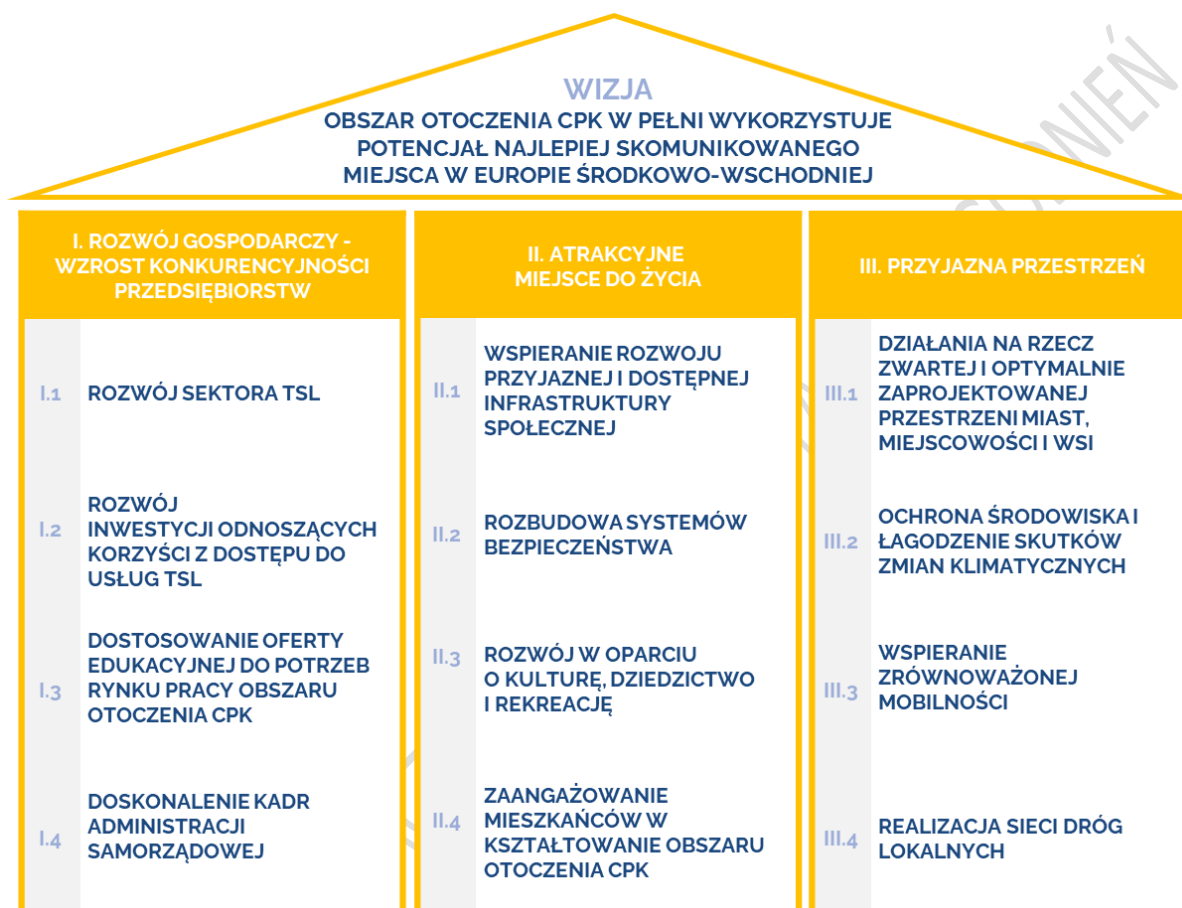 WIZJA
OBSZAR OTOCZENIA CPK W PEŁNI WYKORZYSTUJE
POTENCJAŁ NAJLEPIEJ SKOMUNIKOWANEGO
MIEJSCA W EUROPIE ŚRODKOWO-WSCHODNIEJ
I. ROZWÓJ GOSPODARCZY -
WZROST KONKURENCYJNOŚCI
PRZEDSIĘBIORSTW
I.1 ROZWÓJ SEKTORA TSL
I.2 ROZWÓJ
INWESTYCJI ODNOSZĄCYCH
KORZYŚCI Z DOSTĘPU DO
USŁUG TSL
I.3 DOSTOSOWANIE OFERTY
EDUKACYJNEJ DO POTRZEB
RYNKU PRACY OBSZARU
OTOCZENIA CPK
I.4 DOSKONALENIE KADR
ADMINISTRACJI
SAMORZĄDOWEJ
II. ATRAKCYJNE
MIEJSCE DO ŻYCIA
II.1 WSPIERANIE ROZWOJU
PRZYJAZNEJ I DOSTĘPNEJ
INFRASTRUKTURY
SPOŁECZNEJ
II.2 ROZBUDOWA SYSTEMÓW
BEZPIECZEŃSTWA
II.3 ROZWÓJ W OPARCIU
O KULTURĘ, DZIEDZICTWO
I REKREACJĘ
II.4 ZAANGAŻOWANIE
MIESZKAŃCÓW W
KSZTAŁTOWANIE OBSZARU
OTOCZENIA CPK
III. PRZYJAZNA PRZESTRZEŃ
III.1 DZIAŁANIA NA RZECZ
ZWARTEJ I OPTYMALNIE
ZAPROJEKTOWANEJ
PRZESTRZENI MIAST,
MIEJSCOWOŚCI I WSI
III.2 OCHRONA ŚRODOWISKA I
ŁAGODZENIE SKUTKÓW
ZMIAN KLIMATYCZNYCH
III.3 WSPIERANIE
ZRÓWNOWAŻONEJ
MOBILNOŚCI
III.4 REALIZACJA SIECI DRÓG
LOKALNYCH